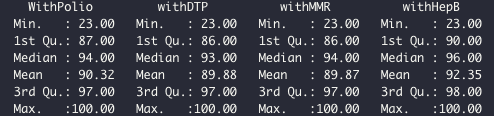 WithPolio withDTP withMMR withHepB
Min. : 23.00 Min. : 23.00 Min. : 23.00 Min. : 23.00
1st Qu.: 87.00 1st Qu.: 86.00 1st Qu.: 86.00 1st Qu.: 90.00
Median : 94.00 Median : 93.00 Median : 94.00 Median : 96.00
Mean : 90.32 Mean : 89.88 Mean : 89.87 Mean : 92.35
3rd Qu.: 97.00 3rd Qu.: 97.00 3rd Qu.: 97.00 3rd Qu.: 98.00
Max. :100.00 Max. :100.00 Max. :100.00 Max. :100.00